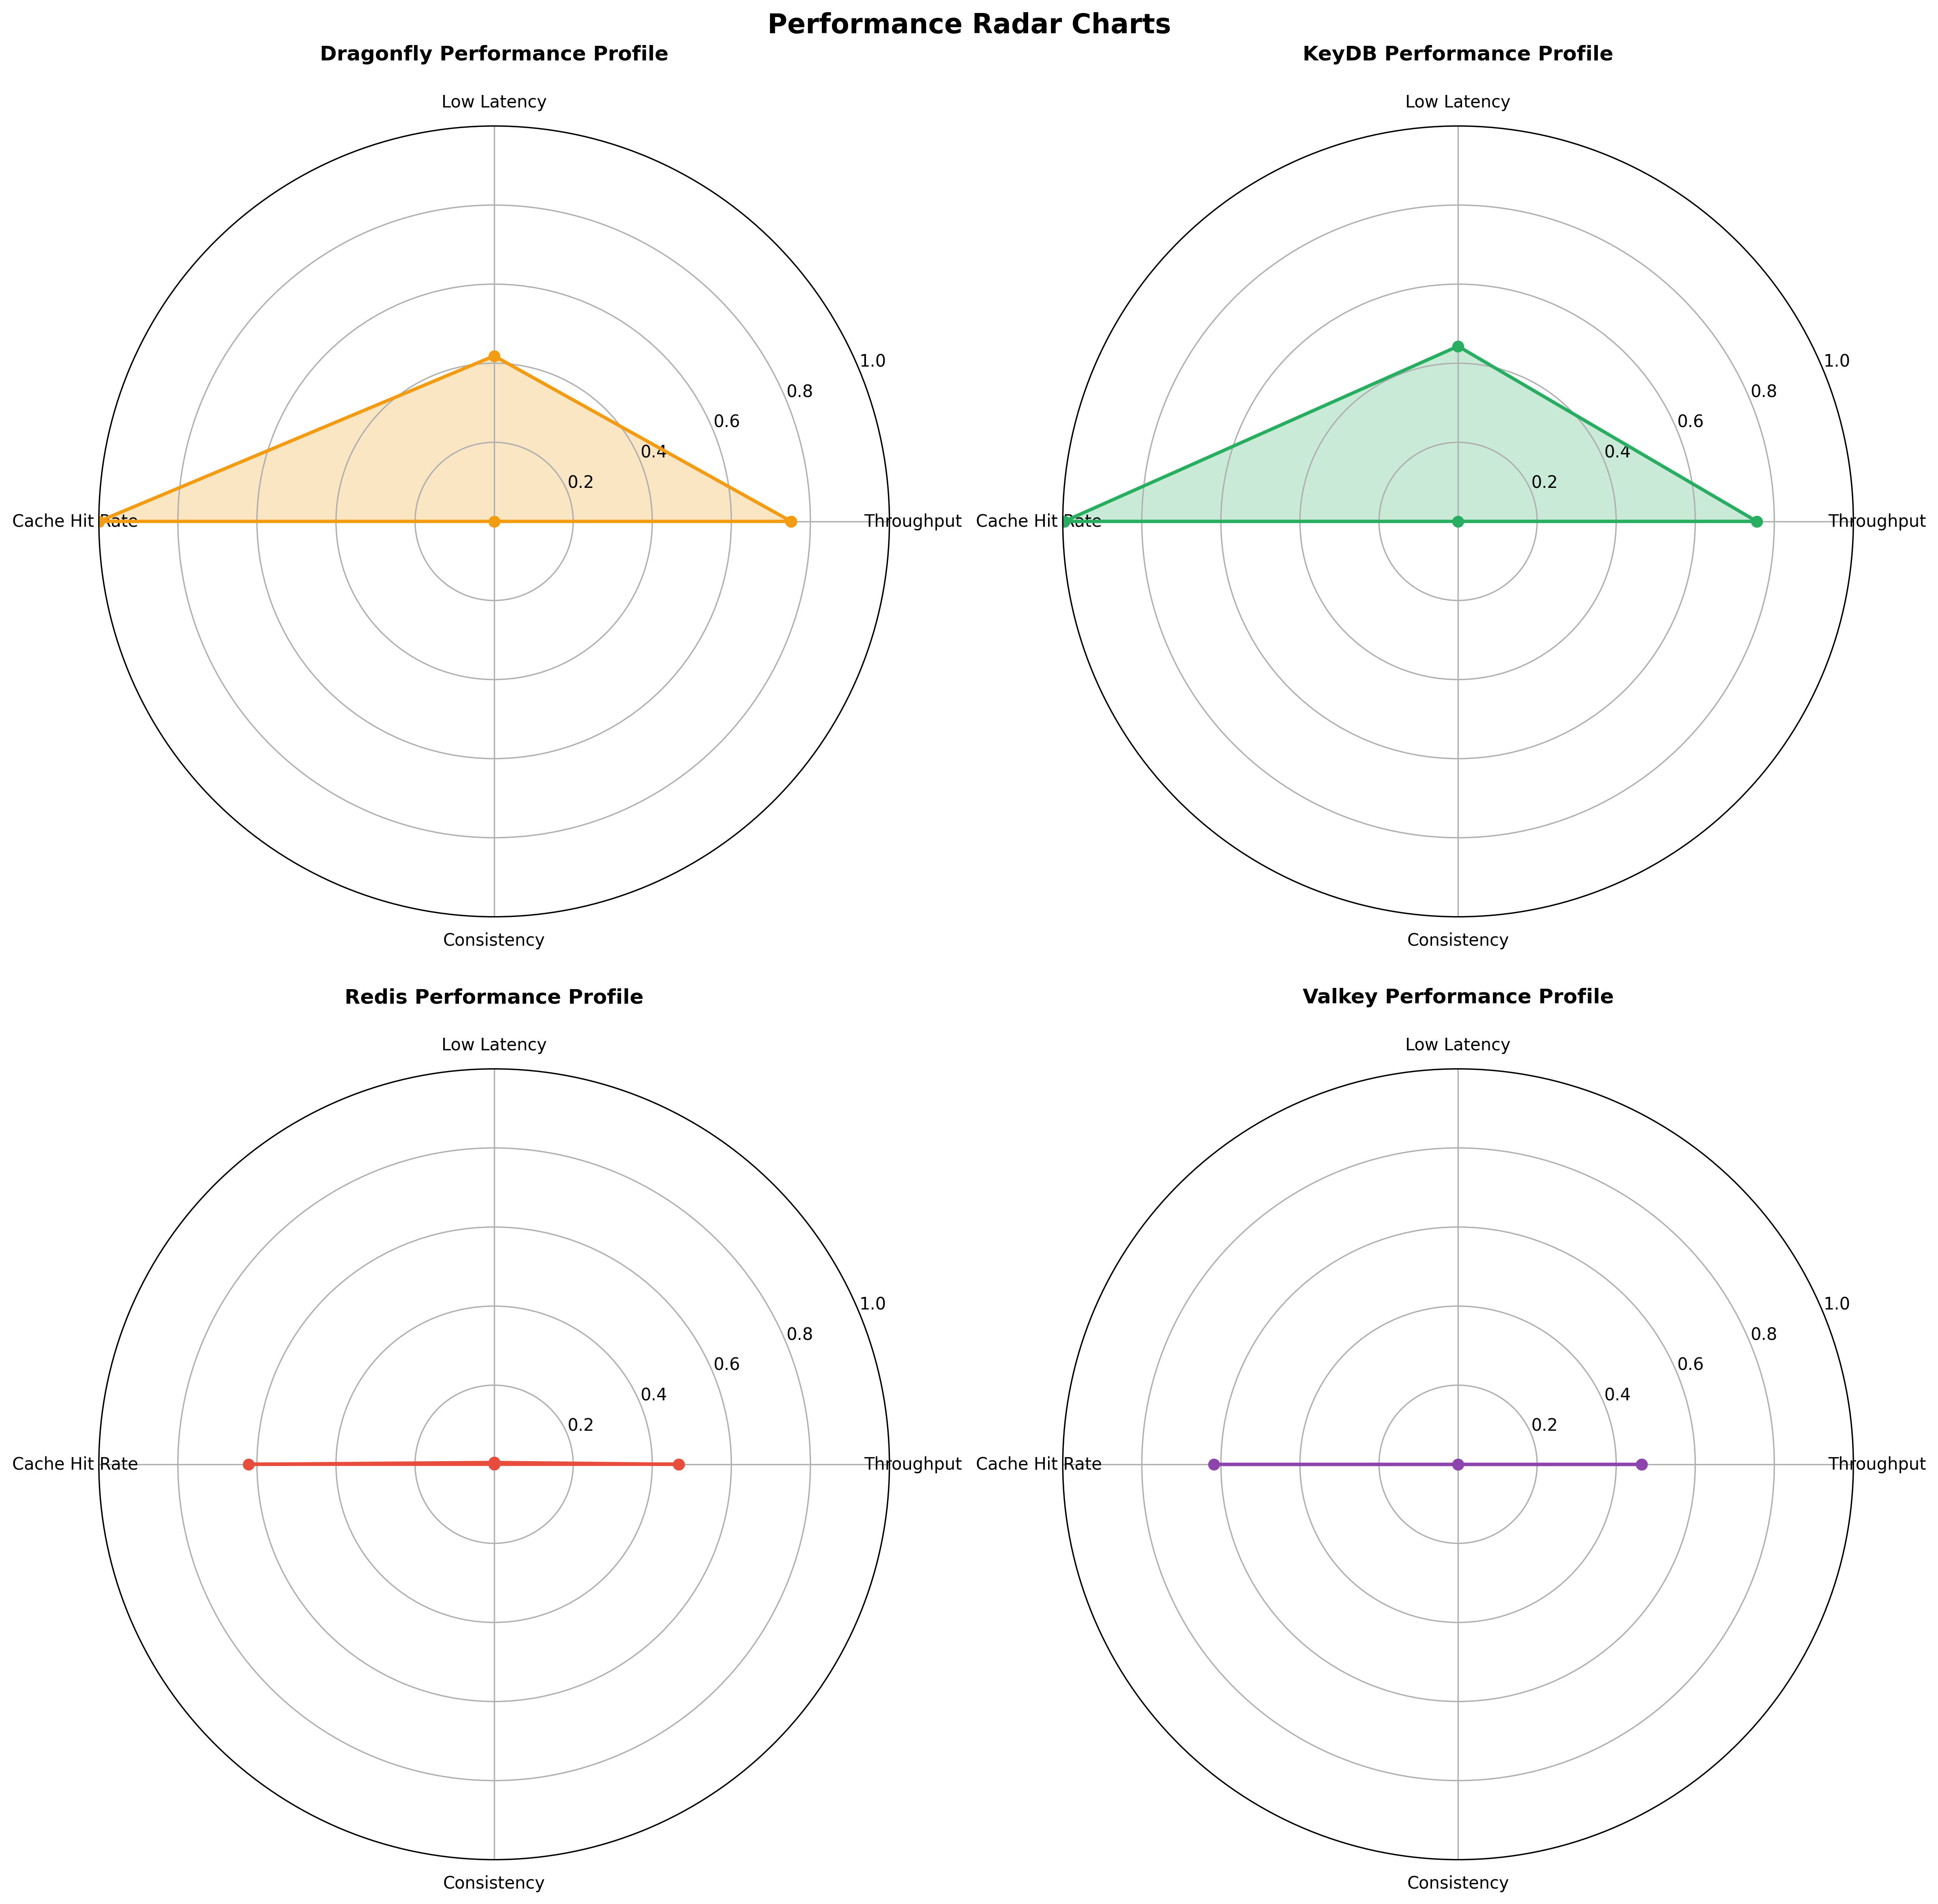 Performance Radar Charts
Dragonfly Performance Profile
Low Latency
1.0
0.8
0.6
0.4
0.2
Cache Hit Rate
Throughput
Consistency
KeyDB Performance Profile
Low Latency
1.0
0.8
0.6
0.4
0.2
Cache Hit Rate
Throughput
Consistency
Redis Performance Profile
Low Latency
1.0
0.8
0.6
0.4
0.2
Cache Hit Rate
Throughput
Consistency
Valkey Performance Profile
Low Latency
1.0
0.8
0.6
0.4
0.2
Cache Hit Rate
Throughput
Consistency